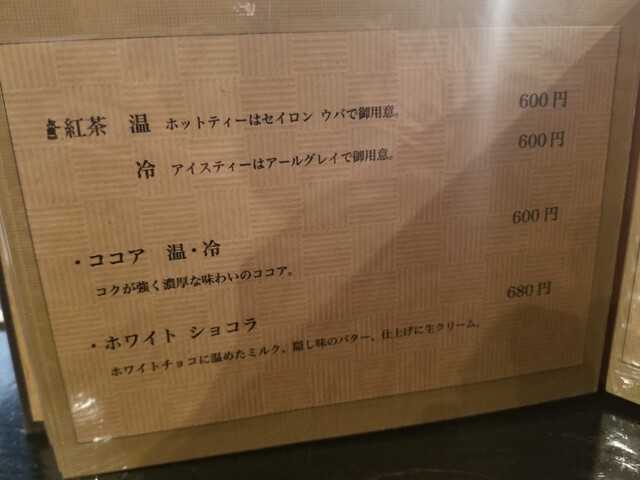 紅茶 温 ホットティーはセイロン ウバで御用意。 600円
冷 アイスティーはアールグレイで御用意。 600円
・ココア 温・冷 600円
コクが強く濃厚な味わいのココア。
・ホワイト ショコラ 680円
ホワイトチョコに温めたミルク、隠し味のバター、仕上げに生クリーム。